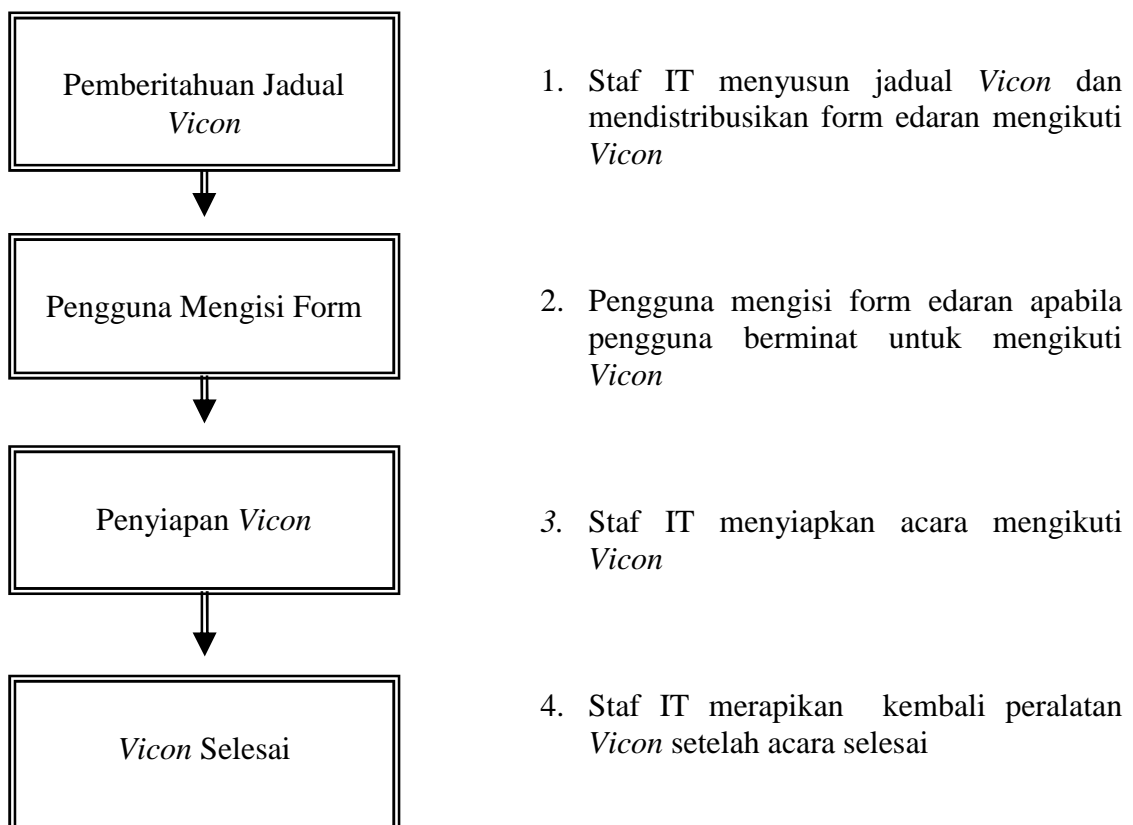 Pemberitahuan Jadual
Vicon
1. Staf IT menyusun jadual Vicon dan
mendistribusikan form edaran mengikuti
Vicon
Pengguna Mengisi Form
2. Pengguna mengisi form edaran apabila
pengguna berminat untuk mengikuti
Vicon
Penyiapan Vicon
3. Staf IT menyiapkan acara mengikuti
Vicon
Vicon Selesai
4. Staf IT merapikan kembali peralatan
Vicon setelah acara selesai